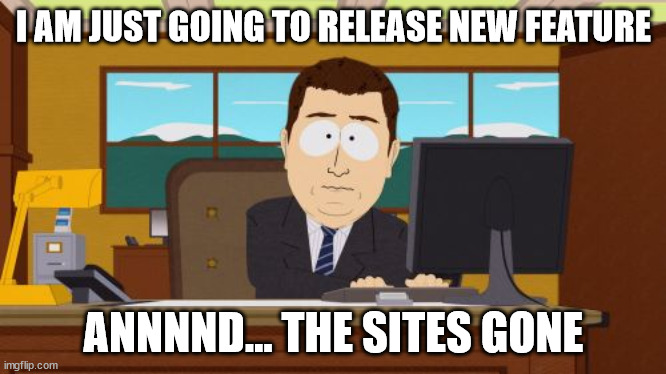 I AM JUST GOING TO RELEASE NEW FEATURE
ANNNND... THE SITES GONE
imgflip.com